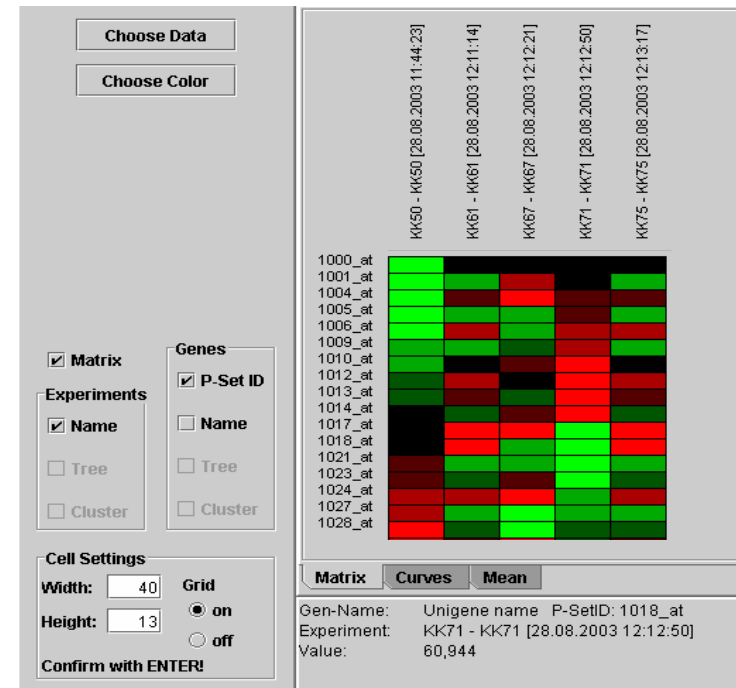 Choose Data
Choose Color
Matrix
Experiments
Name
Tree
Cluster
Genes
P-Set ID
Name
Tree
Cluster
Cell Settings
Width: 40
Height: 13
Grid
on
off
Confirm with ENTER!
KK50 - KK50 [28.08.2003 11:44:23]
KK61 - KK61 [28.08.2003 12:11:14]
KK67 - KK67 [28.08.2003 12:12:21]
KK71 - KK71 [28.08.2003 12:12:50]
KK75 - KK75 [28.08.2003 12:13:17]
1000_at
1001_at
1004_at
1005_at
1006_at
1009_at
1010_at
1012_at
1013_at
1014_at
1017_at
1018_at
1021_at
1023_at
1024_at
1027_at
1028_at
Matrix Curves Mean
Gen-Name: Unigene name P-SetID: 1018_at
Experiment: KK71 - KK71 [28.08.2003 12:12:50]
Value: 60,944